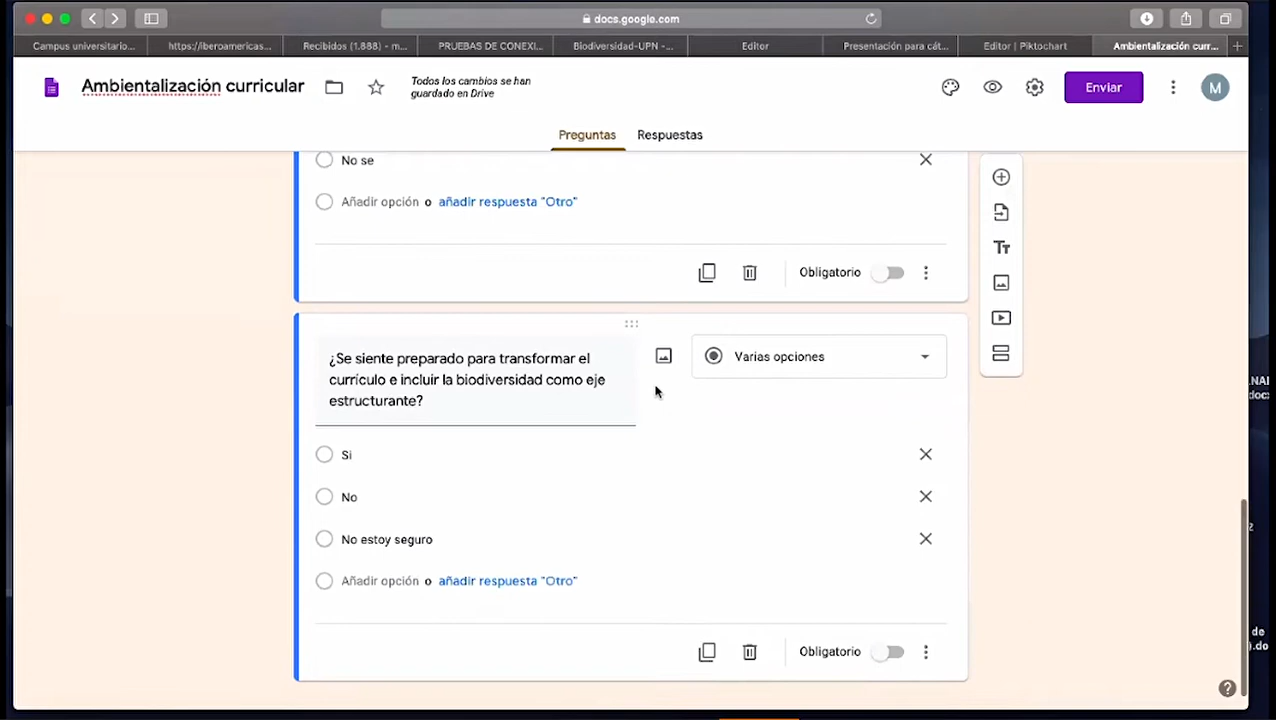 docs.google.com
Campus universitario...
https://iberoamericas...
Recibidos (1.888) - m...
PRUEBAS DE CONEXI...
Biodiversidad-UPN -...
Editor
Presentación para cát...
Editor | Piktochart
Ambientalización curr...
Ambientalización curricular
Todos los cambios se han
guardado en Drive
Enviar
M
Preguntas
Respuestas
No se
Añadir opción o añadir respuesta "Otro"
Tт
Obligatorio
¿Se siente preparado para transformar el
currículo e incluir la biodiversidad como eje
estructurante?
Varias opciones
Si
No
No estoy seguro
Añadir opción o añadir respuesta "Otro"
Obligatorio